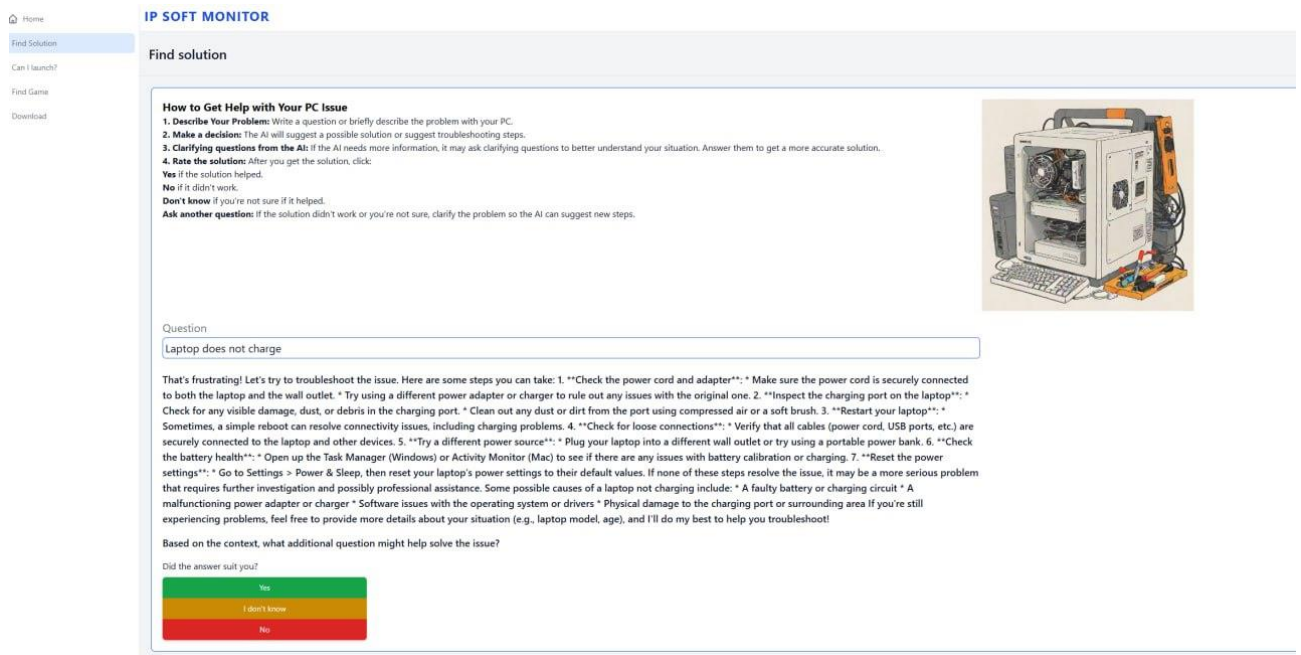 Home
Find Solution
Can I launch?
Find Game
Download
IP SOFT MONITOR
Find solution
How to Get Help with Your PC Issue
1. Describe Your Problem: Write a question or briefly describe the problem with your PC.
2. Make a decision: The AI will suggest a possible solution or suggest troubleshooting steps.
3. Clarifying questions from the AI: If the AI needs more information, it may ask clarifying questions to better understand your situation. Answer them to get a more accurate solution.
4. Rate the solution: After you get the solution, click:
Yes if the solution helped.
No if it didn't work.
Don't know if you're not sure if it helped.
Ask another question: If the solution didn't work or you're not sure, clarify the problem so the AI can suggest new steps.
Question
Laptop does not charge
That's frustrating! Let's try to troubleshoot the issue. Here are some steps you can take: 1. **Check the power cord and adapter**: * Make sure the power cord is securely connected
to both the laptop and the wall outlet. * Try using a different power adapter or charger to rule out any issues with the original one. 2. **Inspect the charging port on the laptop**: *
Check for any visible damage, dust, or debris in the charging port. * Clean out any dust or dirt from the port using compressed air or a soft brush. 3. **Restart your laptop**: *
Sometimes, a simple reboot can resolve connectivity issues, including charging problems. 4. **Check for loose connections**: * Verify that all cables (power cord, USB ports, etc.) are
securely connected to the laptop and other devices. 5. **Try a different power source**: * Plug your laptop into a different wall outlet or try using a portable power bank. 6. **Check
the battery health**: * Open up the Task Manager (Windows) or Activity Monitor (Mac) to see if there are any issues with battery calibration or charging. 7. **Reset the power
settings**: * Go to Settings > Power & Sleep, then reset your laptop's power settings to their default values. If none of these steps resolve the issue, it may be a more serious problem
that requires further investigation and possibly professional assistance. Some possible causes of a laptop not charging include: * A faulty battery or charging circuit * A
malfunctioning power adapter or charger * Software issues with the operating system or drivers * Physical damage to the charging port or surrounding area If you're still
experiencing problems, feel free to provide more details about your situation (e.g., laptop model, age), and I'll do my best to help you troubleshoot!
Based on the context, what additional question might help solve the issue?
Did the answer suit you?
Yes
I don't know
No